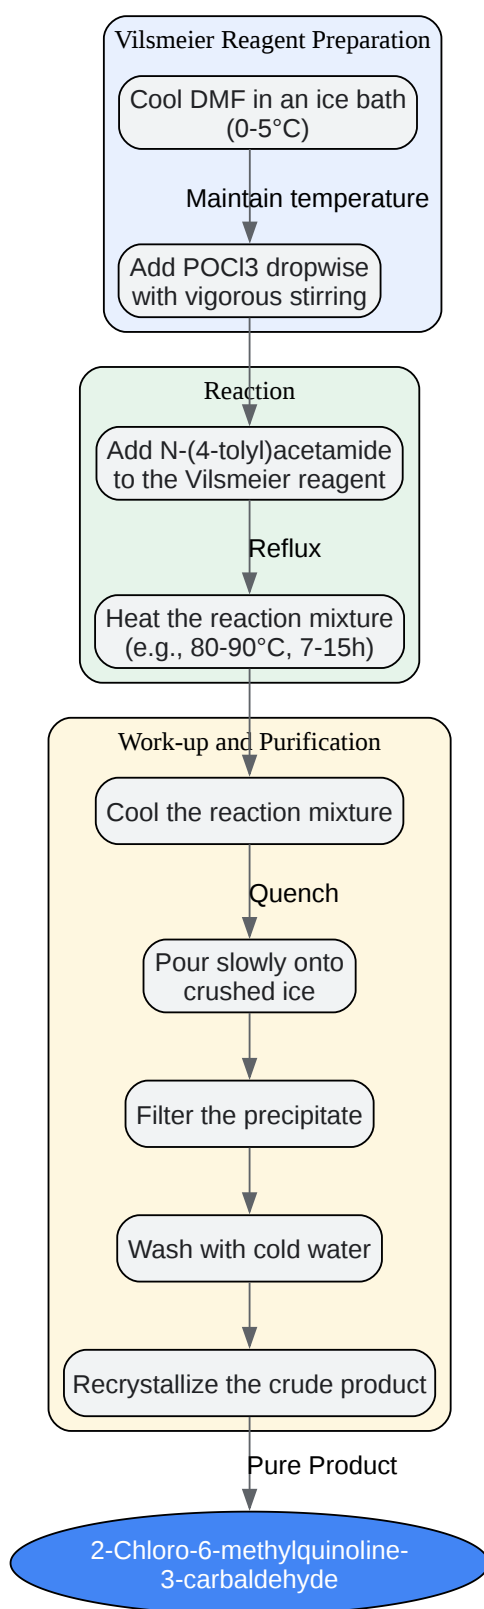 Vilsmeier Reagent Preparation
Cool DMF in an ice bath
(0-5°C)
Maintain temperature
Add POCl3 dropwise
with vigorous stirring
Reaction
Add N-(4-tolyl)acetamide
to the Vilsmeier reagent
Reflux
Heat the reaction mixture
(e.g., 80-90°C, 7-15h)
Work-up and Purification
Cool the reaction mixture
Quench
Pour slowly onto
crushed ice
Filter the precipitate
Wash with cold water
Recrystallize the crude product
Pure Product
2-Chloro-6-methylquinoline-
3-carbaldehyde